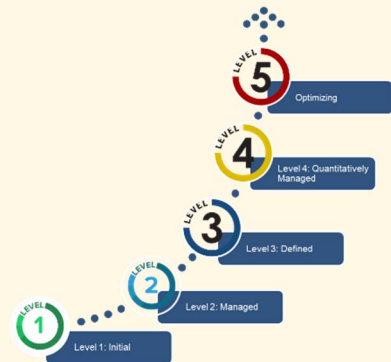 LEVEL
5
Optimizing
LEVEL
4
Level 4: Quantitatively
Managed
LEVEL
3
Level 3: Defined
LEVEL
2
Level 2: Managed
LEVEL
1
Level 1: Initial